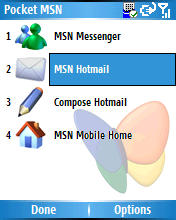 Pocket MSN
1 MSN Messenger
2 MSN Hotmail
3 Compose Hotmail
4 MSN Mobile Home
Done Options